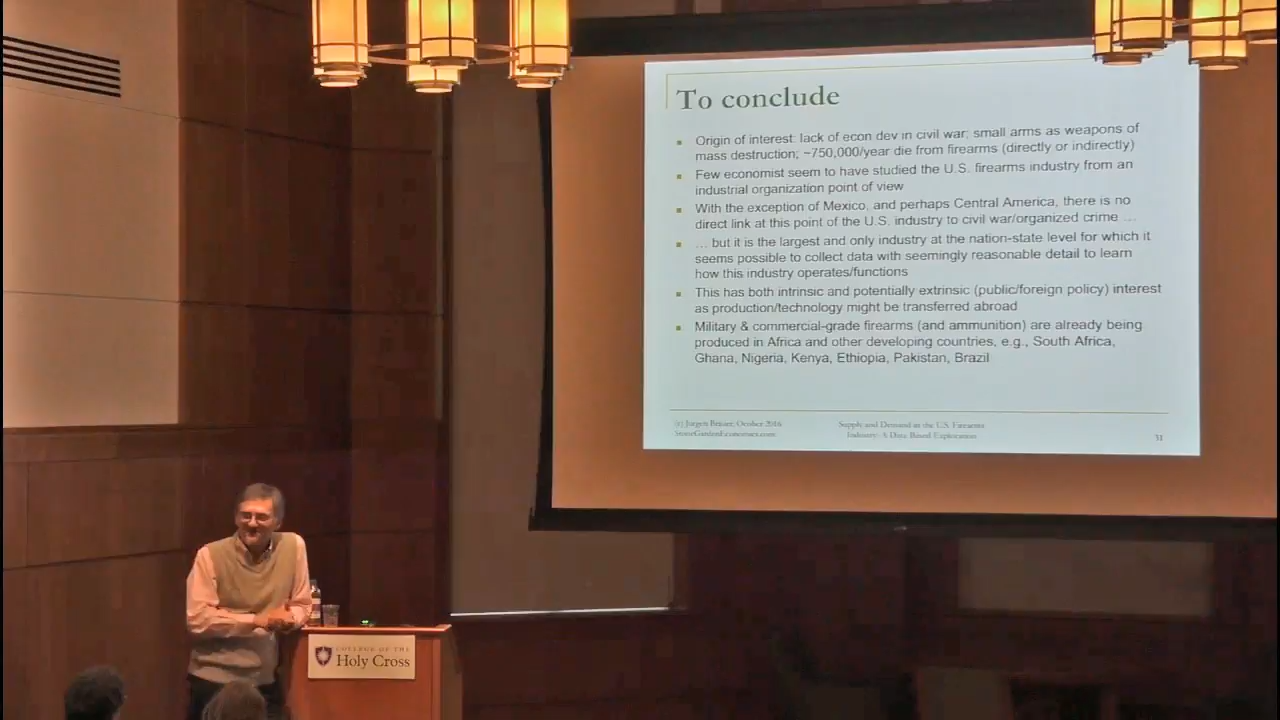 To conclude
Origin of interest: lack of econ dev in civil war; small arms as weapons of
mass destruction; ~750,000/year die from firearms (directly or indirectly)
Few economist seem to have studied the U.S. firearms industry from an
industrial organization point of view
With the exception of Mexico, and perhaps Central America, there is no
direct link at this point of the U.S. industry to civil war/organized crime …
… but it is the largest and only industry at the nation-state level for which it
seems possible to collect data with seemingly reasonable detail to learn
how this industry operates/functions
This has both intrinsic and potentially extrinsic (public/foreign policy) interest
as production/technology might be transferred abroad
Military & commercial-grade firearms (and ammunition) are already being
produced in Africa and other developing countries, e.g., South Africa,
Ghana, Nigeria, Kenya, Ethiopia, Pakistan, Brazil
(c) Jurgen Brauer, October 2016
StoneGardenEconomics.com
Supply and Demand in the U.S. Firearms
Industry: A Data Based Exploration
31
COLLEGE OF THE
Holy Cross